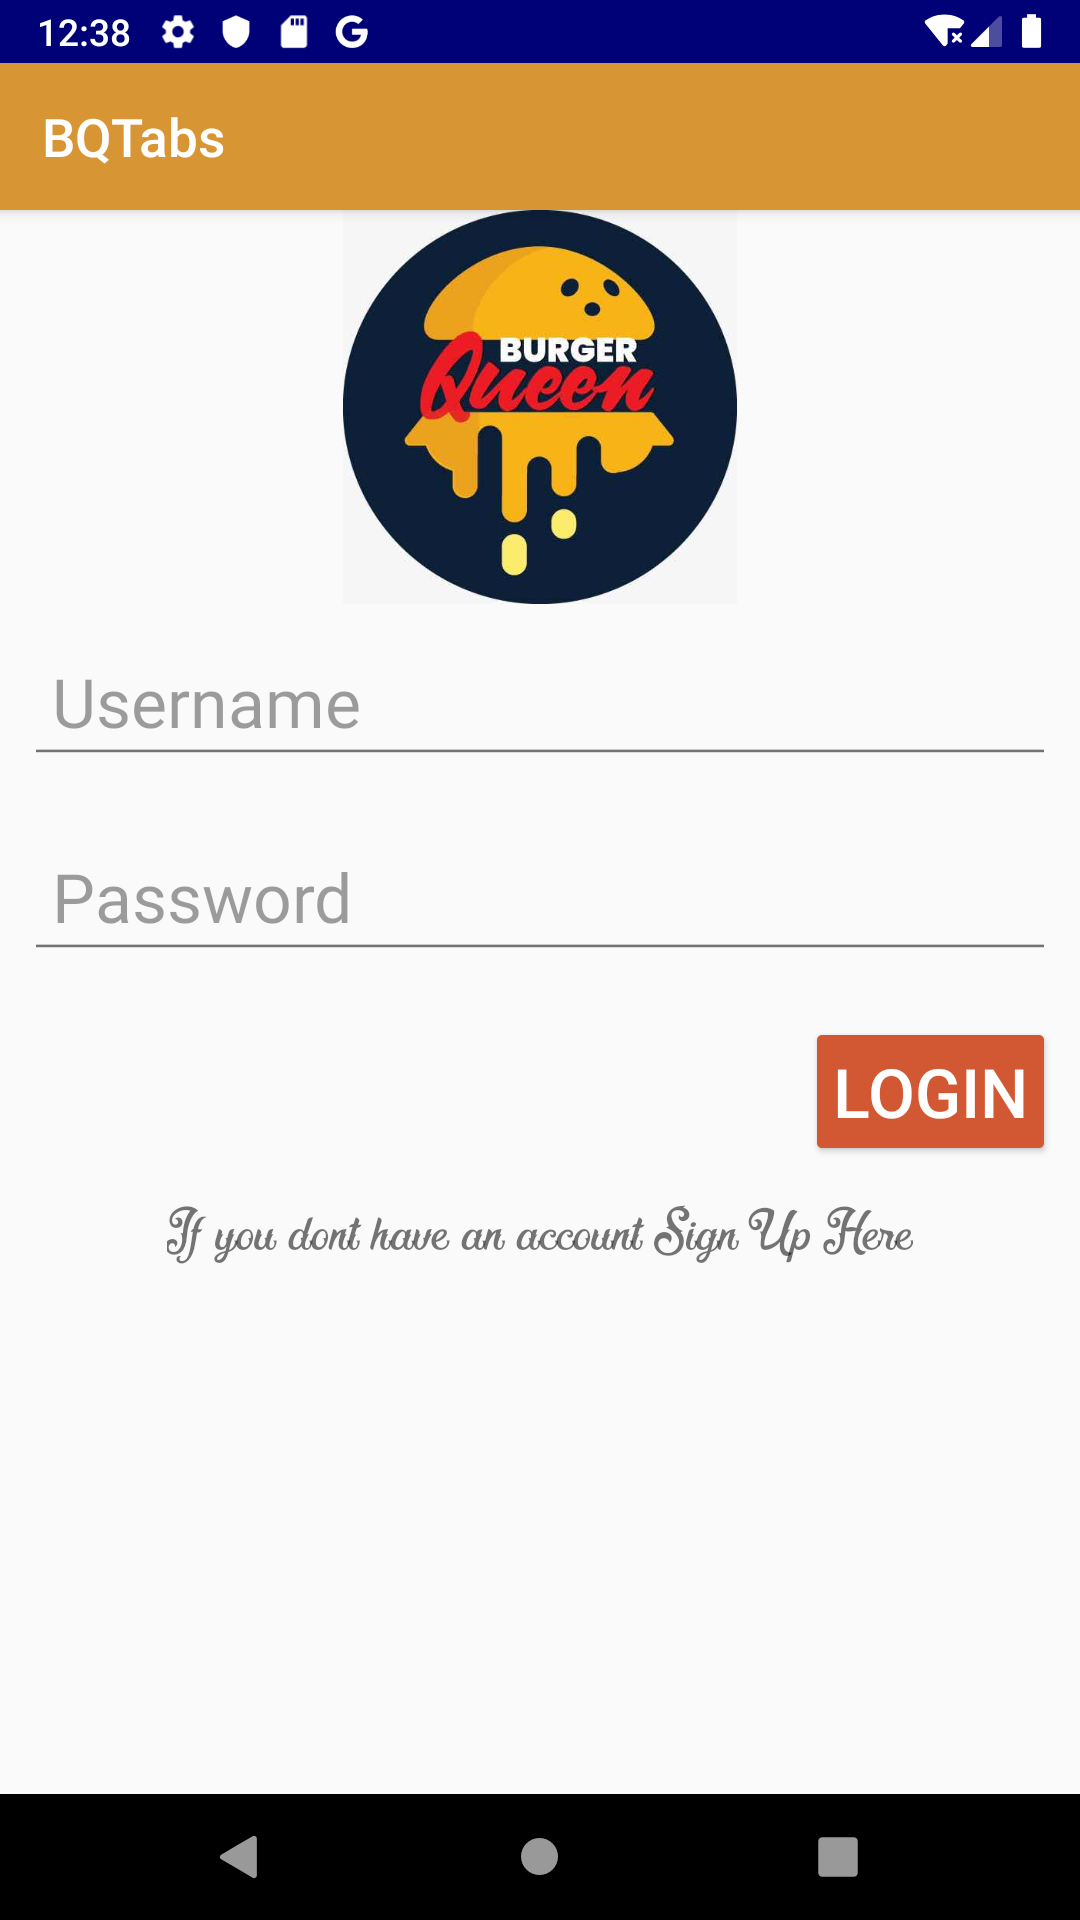 12:38
BQTabs
BURGER
Queen
Username
Password
LOGIN
If you dont have an account Sign Up Here